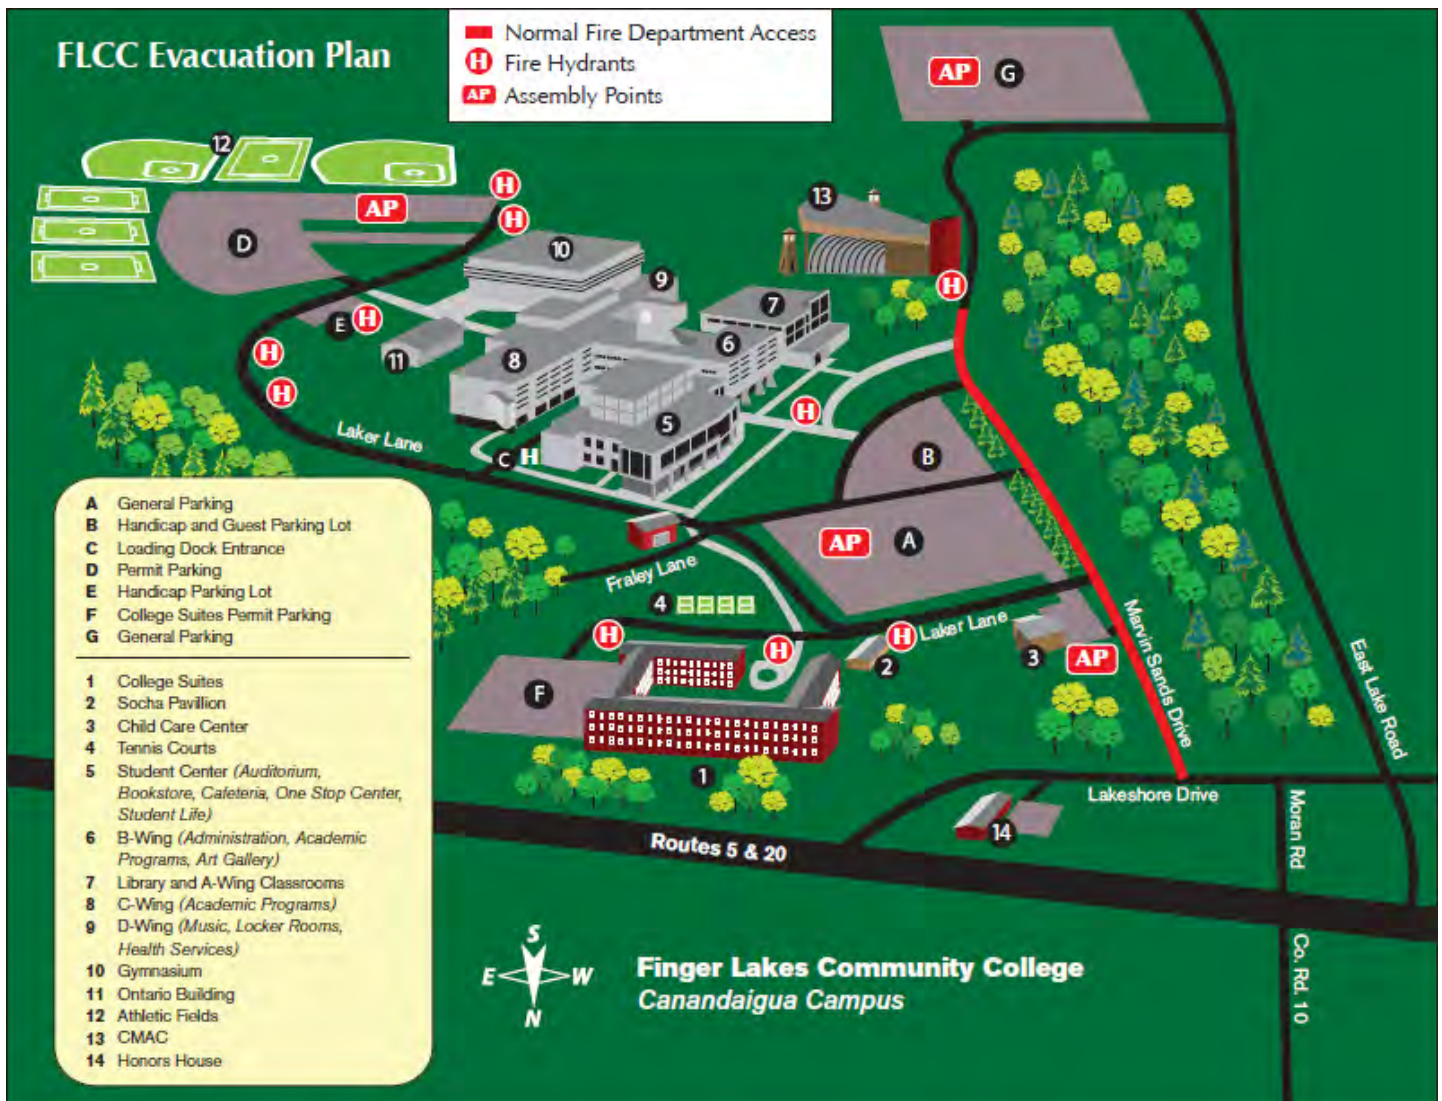 FLCC Evacuation Plan
Normal Fire Department Access
H Fire Hydrants
AP Assembly Points
AP G
12
H
AP
H
D
13
10
9
H
7
E H
6
H
11
8
H
H
5
Laker Lane
C H
B
AP A
Fraley Lane
4
H
H
H Laker Lane
2
3 AP
F
1
Marvin Sands Drive
East Lake Road
Lakeshore Drive
14
Moran Rd
Routes 5 & 20
Co. Rd. 10
A General Parking
B Handicap and Guest Parking Lot
C Loading Dock Entrance
D Permit Parking
E Handicap Parking Lot
F College Suites Permit Parking
G General Parking
1 College Suites
2 Socha Pavillion
3 Child Care Center
4 Tennis Courts
5 Student Center (Auditorium,
Bookstore, Cafeteria, One Stop Center,
Student Life)
6 B-Wing (Administration, Academic
Programs, Art Gallery)
7 Library and A-Wing Classrooms
8 C-Wing (Academic Programs)
9 D-Wing (Music, Locker Rooms,
Health Services)
10 Gymnasium
11 Ontario Building
12 Athletic Fields
13 CMAC
14 Honors House
S
E W
N
Finger Lakes Community College
Canandaigua Campus